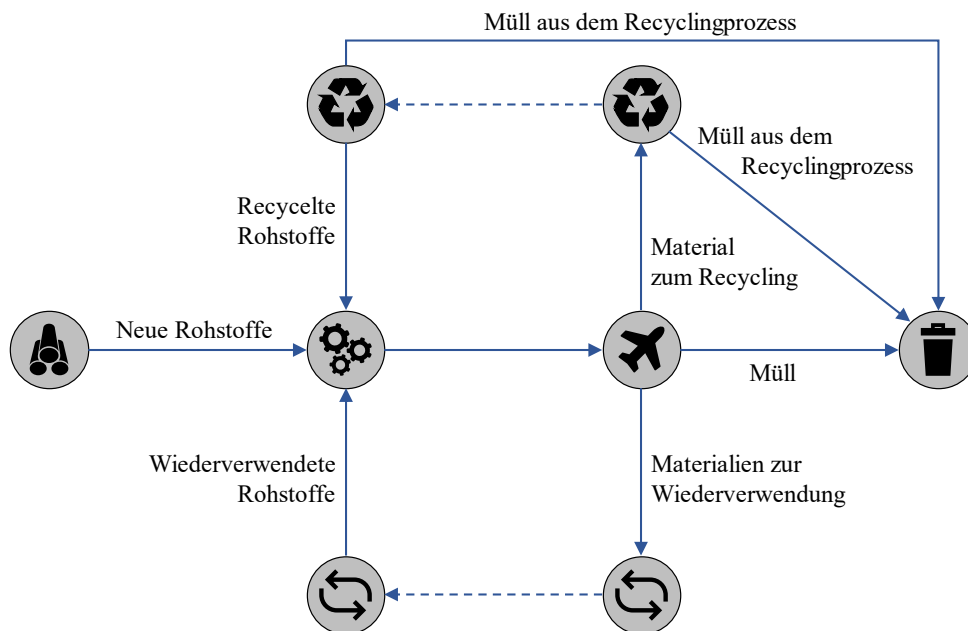 Müll aus dem Recyclingprozess
Müll aus dem
Recyclingprozess
Recycelte
Rohstoffe
Material
zum Recycling
Neue Rohstoffe
Müll
Wiederverwendete
Rohstoffe
Materialien zur
Wiederverwendung